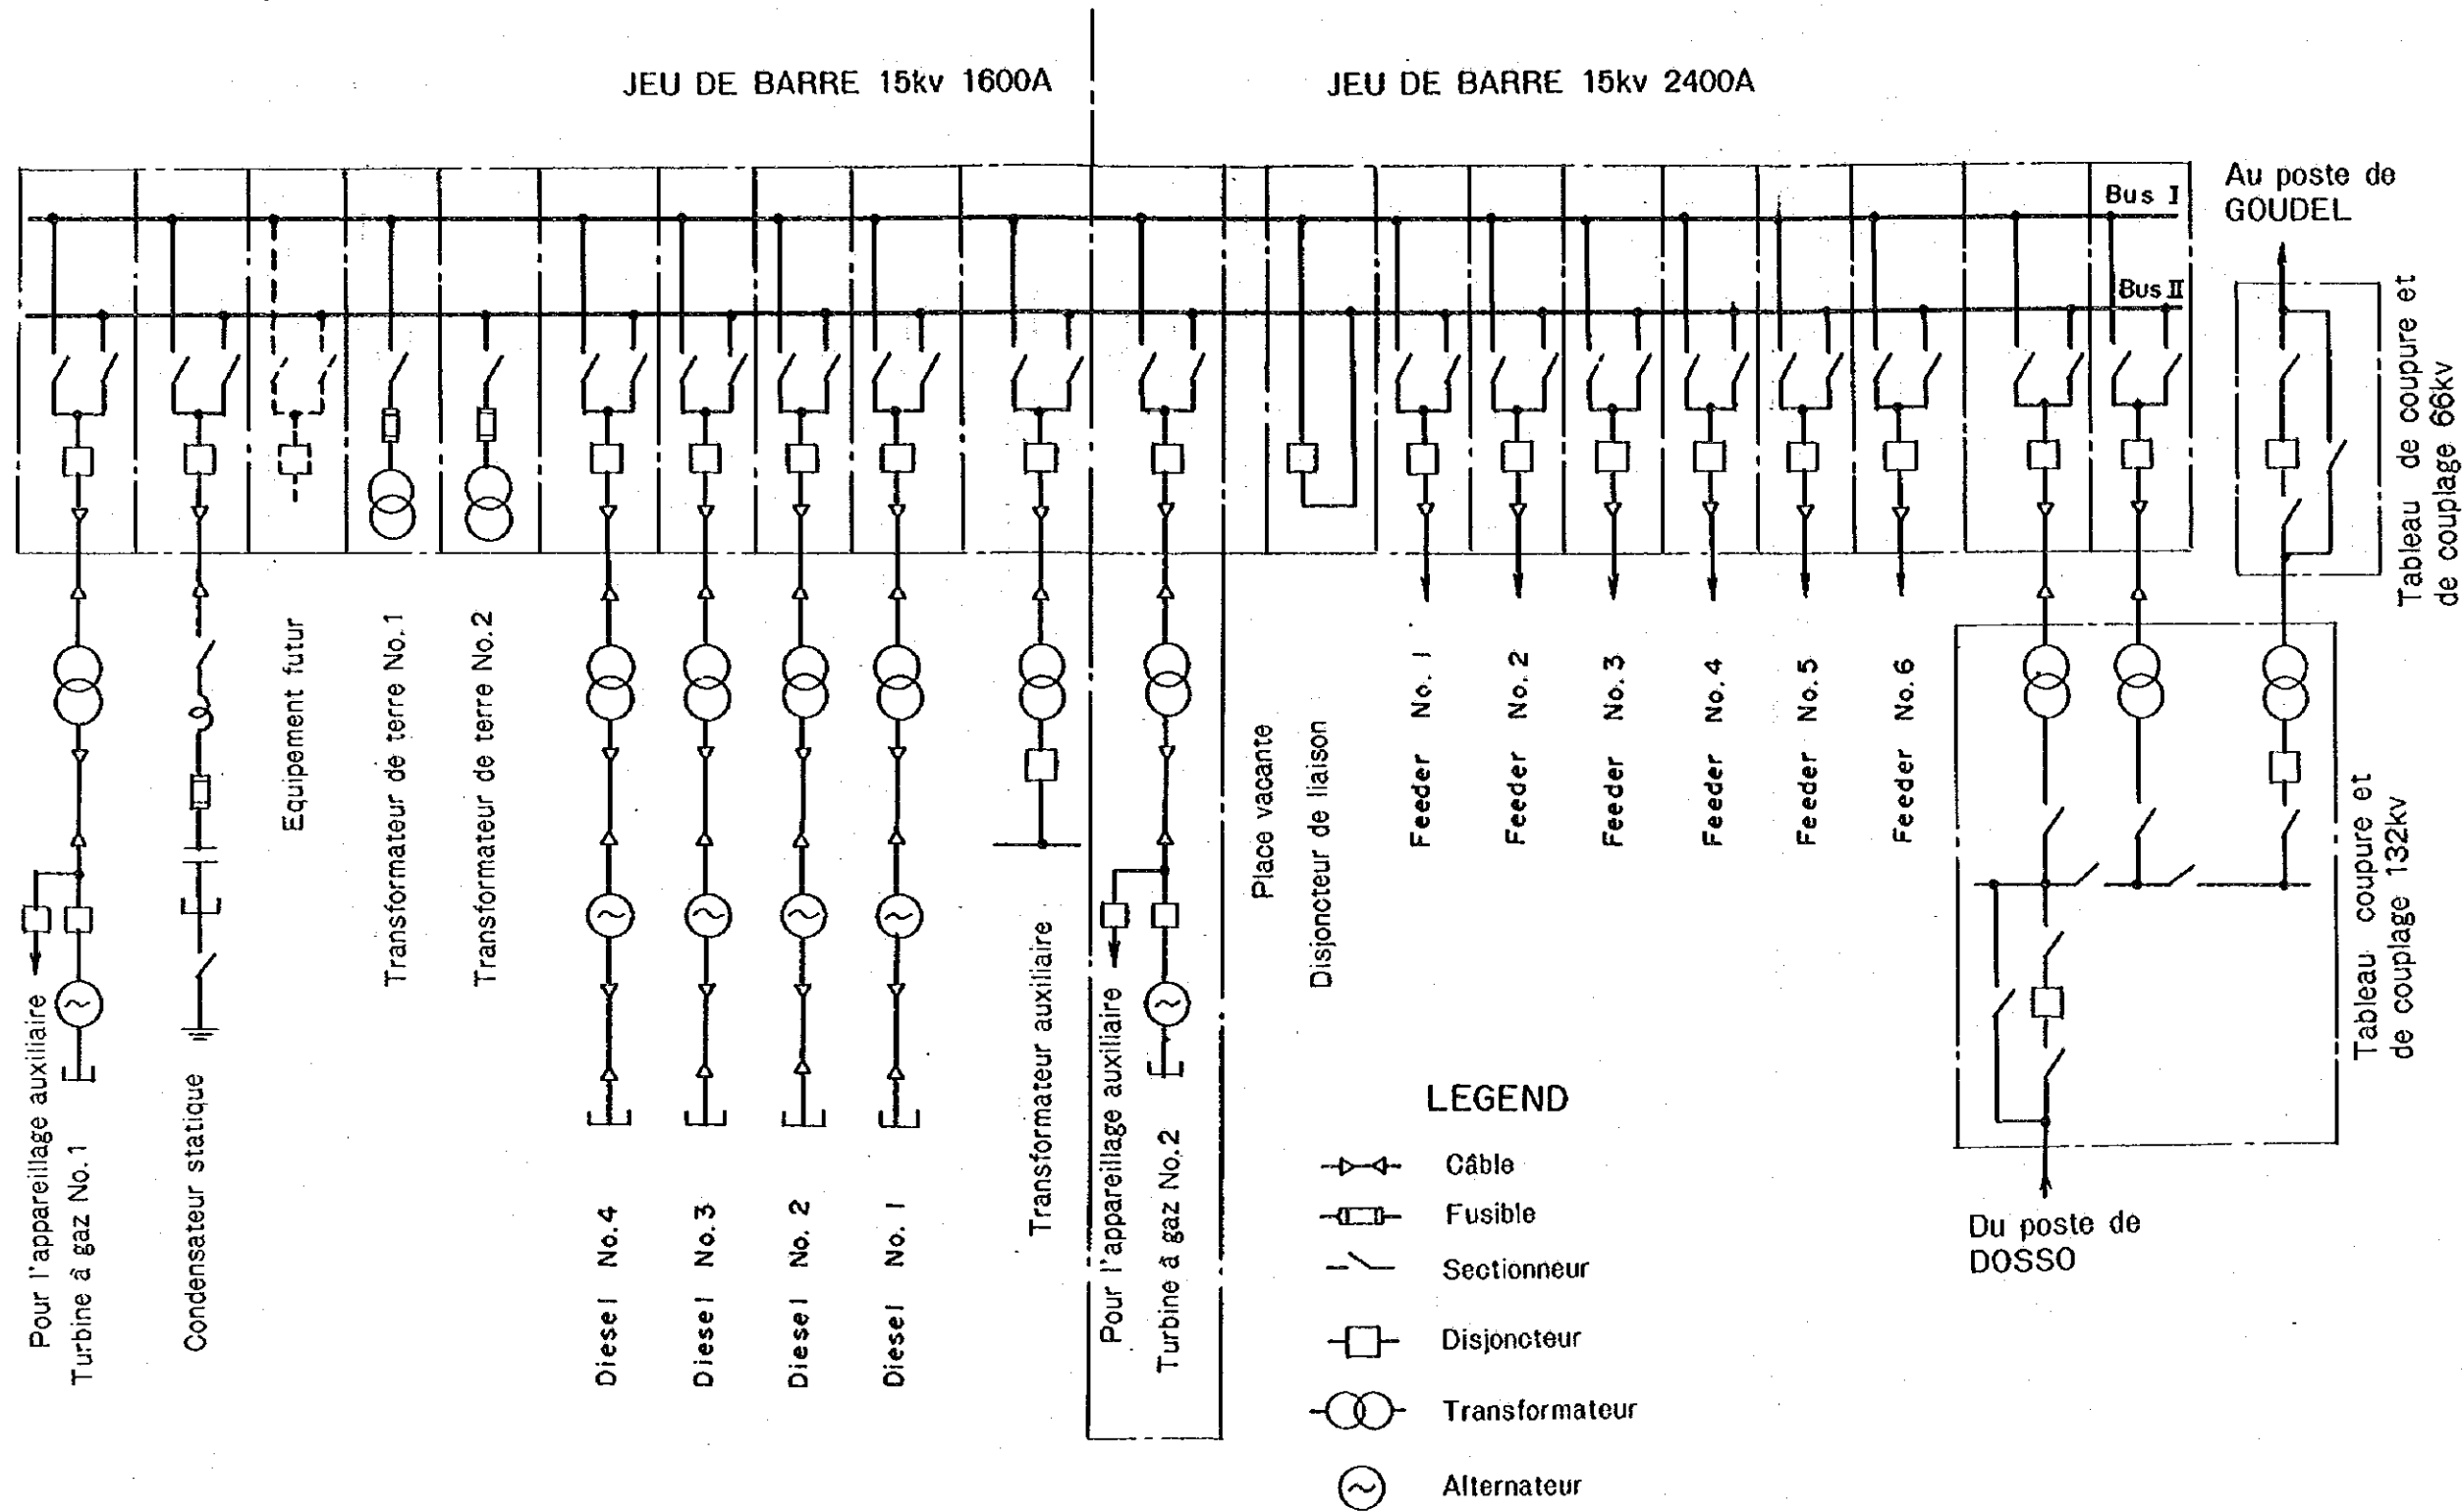 JEU DE BARRE 15kv 1600A
JEU DE BARRE 15kv 2400A
Bus I
Bus II
Au poste de
GOUDEL
Tableau de coupure et
de couplage 66kv
Pour l'appareillage auxiliaire
Turbine à gaz No.1
Condensateur statique
Equipement futur
Transformateur de terre No.1
Transformateur de terre No.2
Diesel No.4
Diesel No.3
Diesel No.2
Diesel No.1
Transformateur auxiliaire
Pour l'appareillage auxiliaire
Turbine à gaz No.2
Place vacante
Disjoncteur de liaison
Feeder No.1
Feeder No.2
Feeder No.3
Feeder No.4
Feeder No.5
Feeder No.6
Tableau coupure et
de couplage 132kv
Du poste de
DOSSO
LEGEND
Câble
Fusible
Sectionneur
Disjoncteur
Transformateur
Alternateur